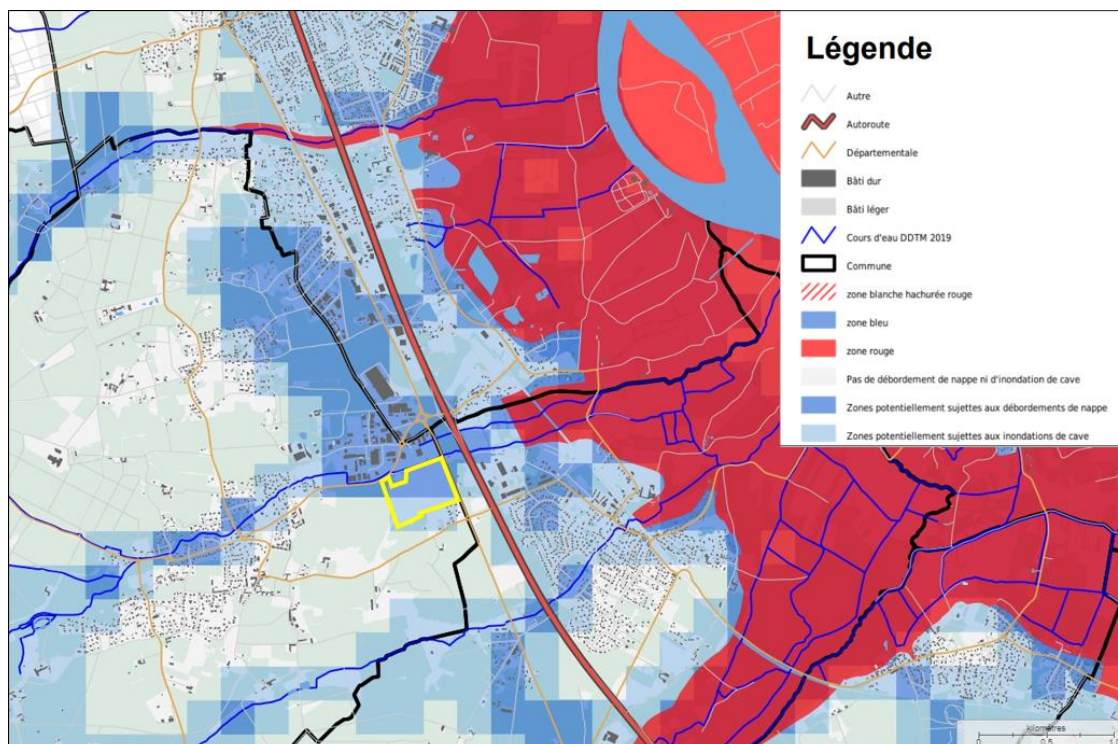 Légende
Autre
Autoroute
Départementale
Bâti dur
Bâti léger
Cours d'eau DDTM 2019
Commune
zone blanche hachurée rouge
zone bleu
zone rouge
Pas de débordement de nappe ni d'inondation de cave
Zones potentiellement sujettes aux débordements de nappe
Zones potentiellement sujettes aux inondations de cave
kilomètres
0 0.5